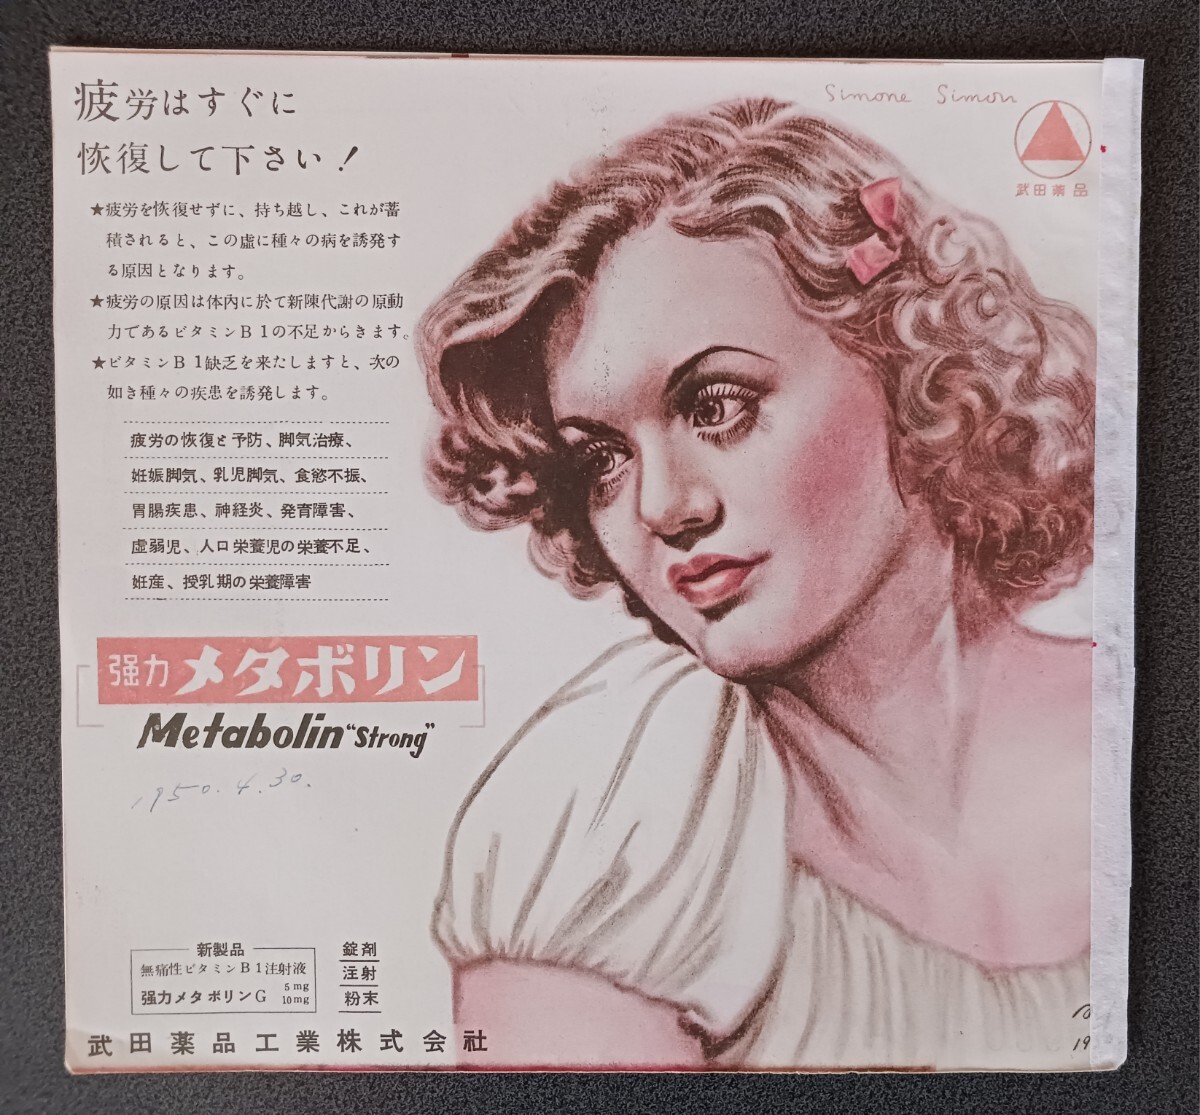 疲労はすぐに
恢復して下さい！
★疲労を恢復せずに、持ち越し、これが蓄
積されると、この虚に種々の病を誘発す
る原因となります。
★疲労の原因は体内に於て新陳代謝の原動
力であるビタミンB1の不足からきます。
★ビタミンB1缺乏を来たしますと、次の
如き種々の疾患を誘発します。
疲労の恢復と予防、脚気治療、
妊娠脚気、乳児脚気、食慾不振、
胃腸疾患、神経炎、発育障害、
虚弱児、人口栄養児の栄養不足、
妊産、授乳期の栄養障害
强力メタボリン
Metabolin "Strong"
1950.4.30.
新製品
無痛性ビタミンB1注射液
强力メタボリンG 5mg 10mg
錠剤
注射
粉末
武田薬品工業株式会社
Simone Simon
武田薬品
19